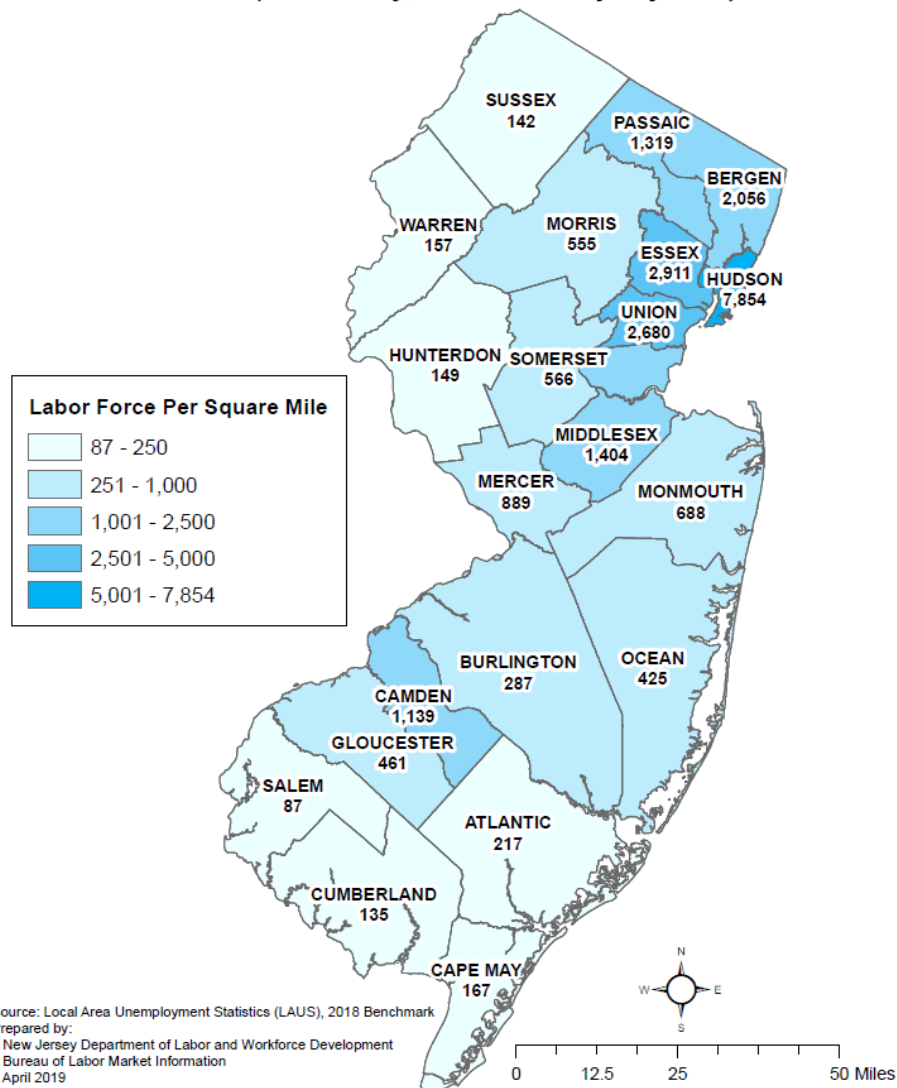 SUSSEX
142
PASSAIC
1,319
BERGEN
2,056
WARREN
157
MORRIS
555
ESSEX
2,911
HUDSON
7,854
UNION
2,680
HUNTERDON
149
SOMERSET
566
Labor Force Per Square Mile
87 - 250
251 - 1,000
1,001 - 2,500
2,501 - 5,000
5,001 - 7,854
MIDDLESEX
1,404
MERCER
889
MONMOUTH
688
BURLINGTON
287
OCEAN
425
CAMDEN
1,139
GLOUCESTER
461
SALEM
87
ATLANTIC
217
CUMBERLAND
135
CAPE MAY
167
N
W E
S
ource: Local Area Unemployment Statistics (LAUS), 2018 Benchmark
repared by:
New Jersey Department of Labor and Workforce Development
Bureau of Labor Market Information
April 2019
0 12.5 25 50 Miles